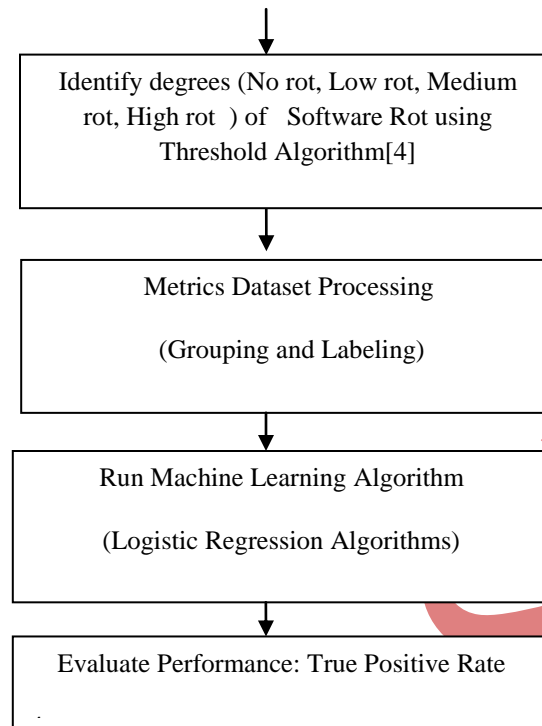 Identify degrees (No rot, Low rot, Medium
rot, High rot ) of Software Rot using
Threshold Algorithm[4]
Metrics Dataset Processing
(Grouping and Labeling)
Run Machine Learning Algorithm
(Logistic Regression Algorithms)
Evaluate Performance: True Positive Rate